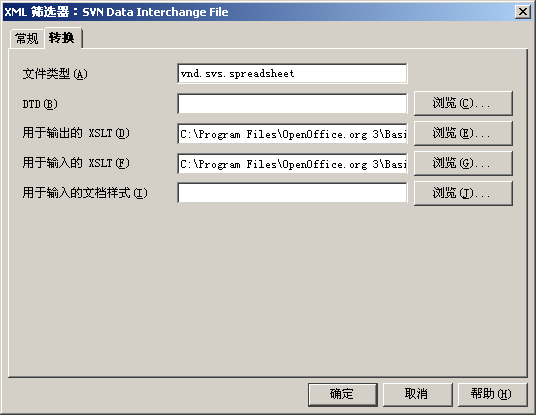 XML 筛选器：SVN Data Interchange File
常规 转换
文件类型(A) vnd.svs.spreadsheet
DTD(B) 浏览(C)...
用于输出的 XSLT(D) C:\Program Files\OpenOffice.org 3\Basi 浏览(E)...
用于输入的 XSLT(F) C:\Program Files\OpenOffice.org 3\Basi 浏览(G)...
用于输入的文档样式(I) 浏览(J)...
确定 取消 帮助(H)